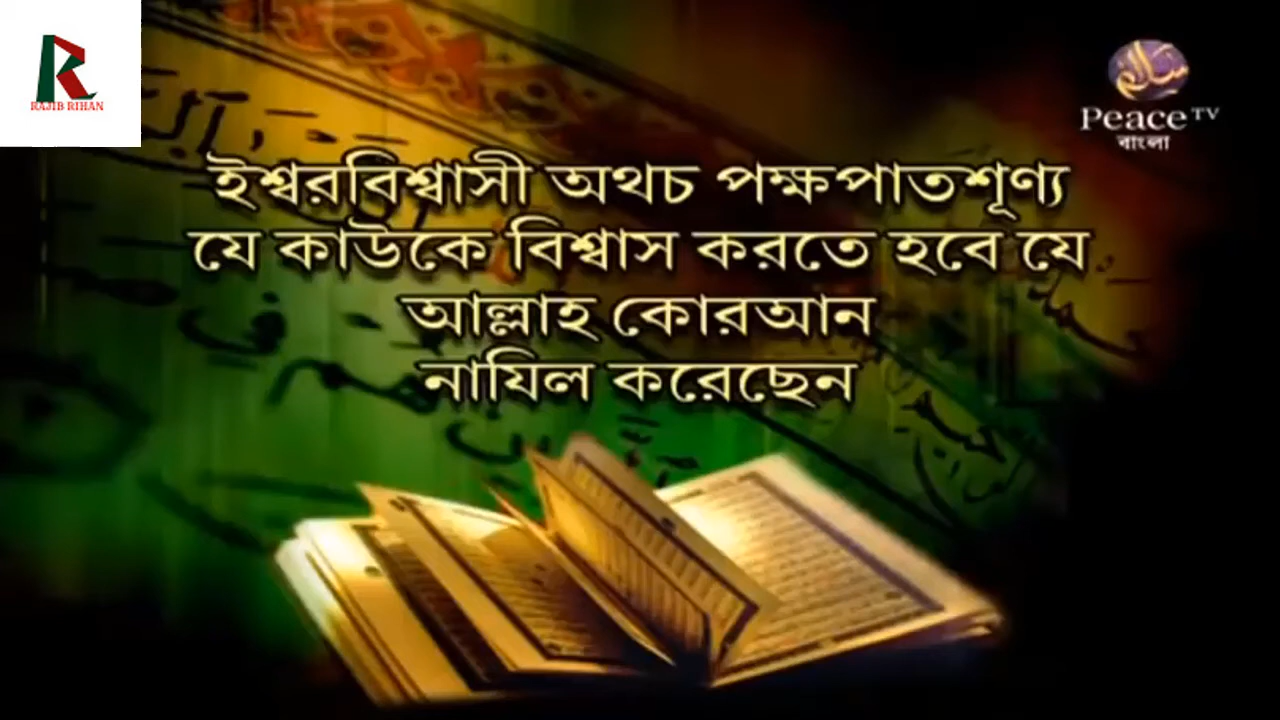 RAJIB RIHAN
Peace TV
বাংলা
ইশ্বরবিশ্বাসী অথচ পক্ষপাতশূণ্য
যে কাউকে বিশ্বাস করতে হবে যে
আল্লাহ কোরআন
নাযিল করেছেন